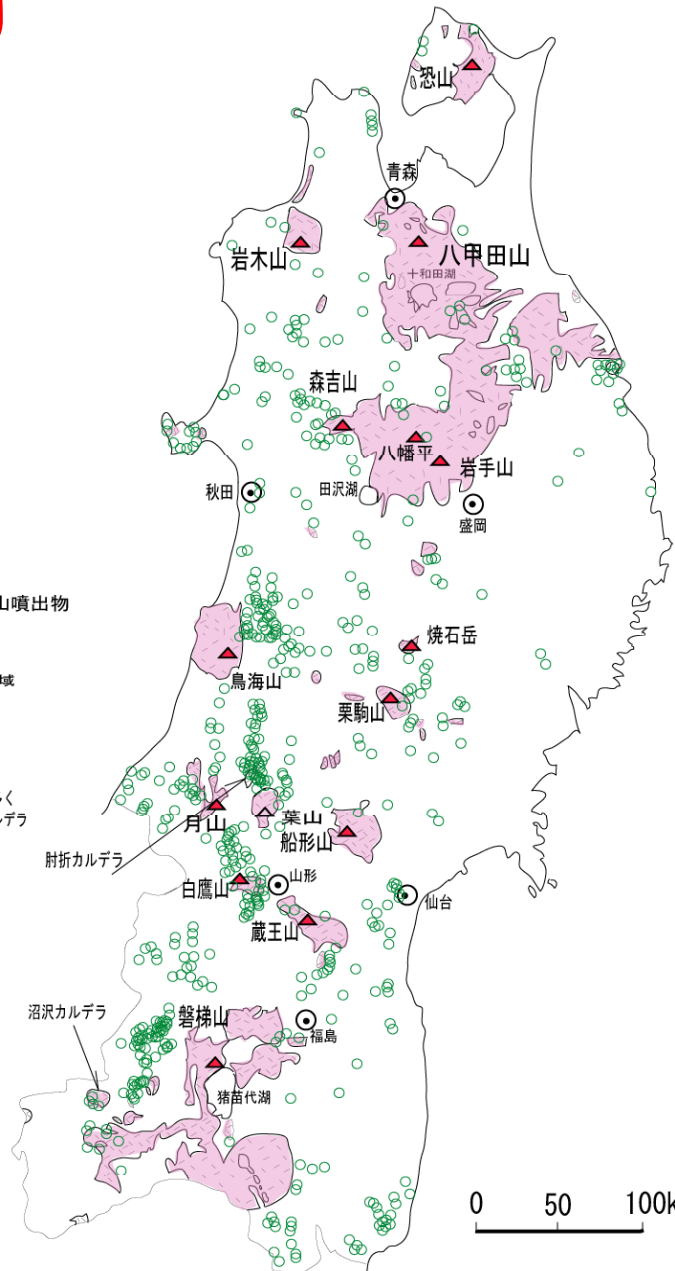 恐山
青森
岩木山
八甲田山
十和田湖
森吉山
八幡平
岩手山
秋田
田沢湖
盛岡
山噴出物
焼石岳
域
鳥海山
栗駒山
く
デラ
月山
葉山
船形山
肘折カルデラ
白鷹山
山形
仙台
蔵王山
沼沢カルデラ
磐梯山
福島
猪苗代湖
0 50 100k